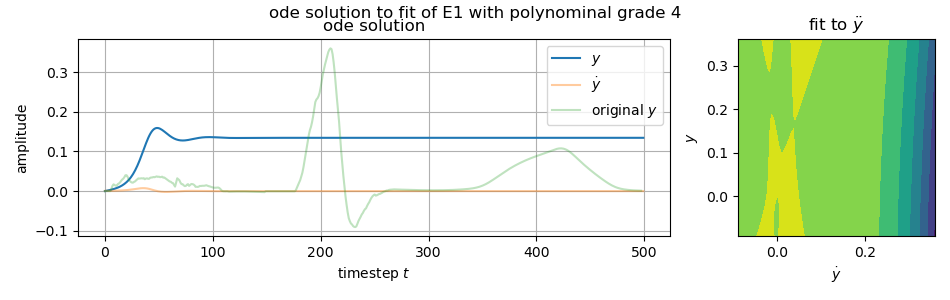 ode solution to fit of E1 with polynominal grade 4
ode solution
amplitude
0.3
0.2
0.1
0.0
−0.1
0
100
200
300
400
500
timestep t
y
ẏ
original y
fit to ÿ
y
0.3
0.2
0.1
0.0
0.0
0.2
ẏ